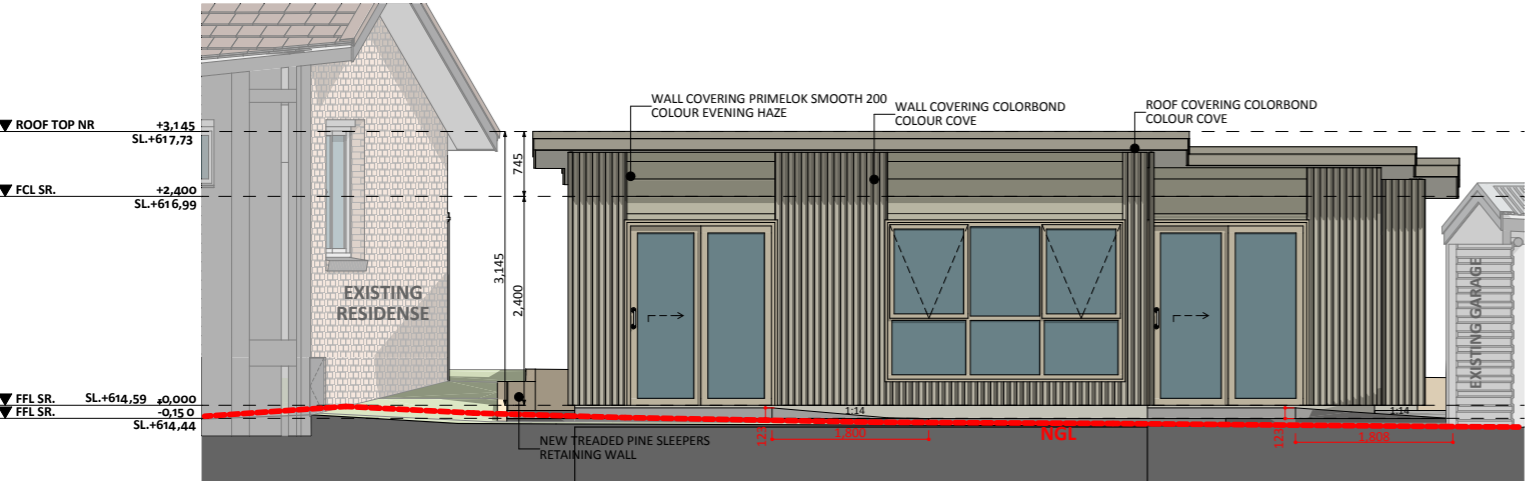 WALL COVERING PRIMELOK SMOOTH 200
COLOUR EVENING HAZE
WALL COVERING COLORBOND
COLOUR COVE
ROOF COVERING COLORBOND
COLOUR COVE
ROOF TOP NR +3,145
SL.+617,73
745
FCL SR. +2,400
SL.+616,99
3,145
2,400
EXISTING
RESIDENSE
EXISTING GARAGE
FFL SR. SL.+614,59 ±0,000
FFL SR. -0,150
SL.+614,44
1:14
1:14
123
1,800
NGL
123
1,808
NEW TREADED PINE SLEEPERS
RETAINING WALL